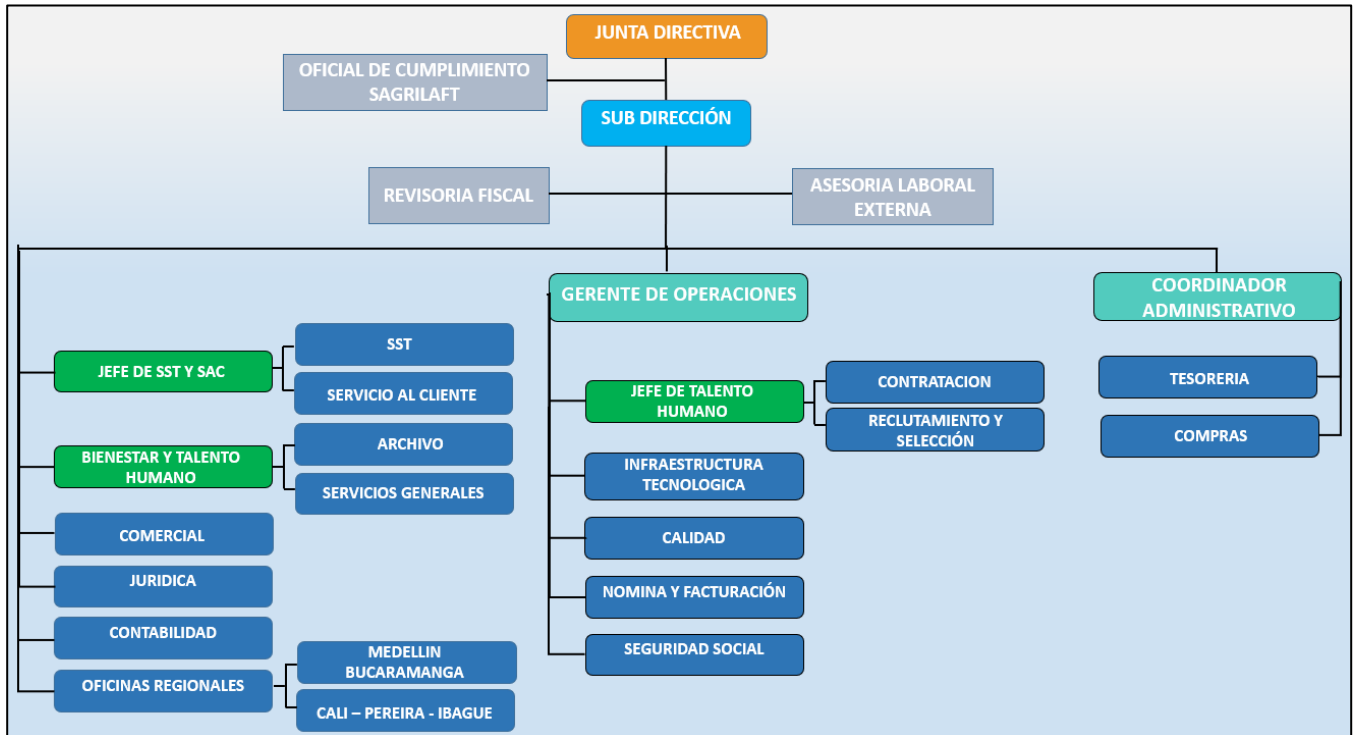 JUNTA DIRECTIVA
OFICIAL DE CUMPLIMIENTO
SAGRILAFT
SUB DIRECCIÓN
REVISORIA FISCAL
ASESORIA LABORAL
EXTERNA
GERENTE DE OPERACIONES
COORDINADOR
ADMINISTRATIVO
JEFE DE SST Y SAC
SST
SERVICIO AL CLIENTE
BIENESTAR Y TALENTO
HUMANO
ARCHIVO
SERVICIOS GENERALES
COMERCIAL
JURIDICA
CONTABILIDAD
OFICINAS REGIONALES
MEDELLIN
BUCARAMANGA
CALI – PEREIRA - IBAGUE
JEFE DE TALENTO
HUMANO
CONTRATACION
RECLUTAMIENTO Y
SELECCIÓN
INFRAESTRUCTURA
TECNOLOGICA
CALIDAD
NOMINA Y FACTURACIÓN
SEGURIDAD SOCIAL
TESORERIA
COMPRAS